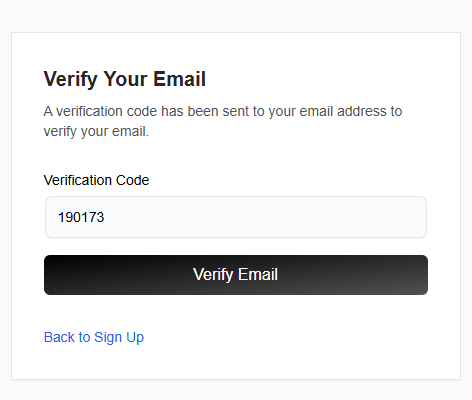 Verify Your Email
A verification code has been sent to your email address to
verify your email.
Verification Code
190173
Verify Email
Back to Sign Up